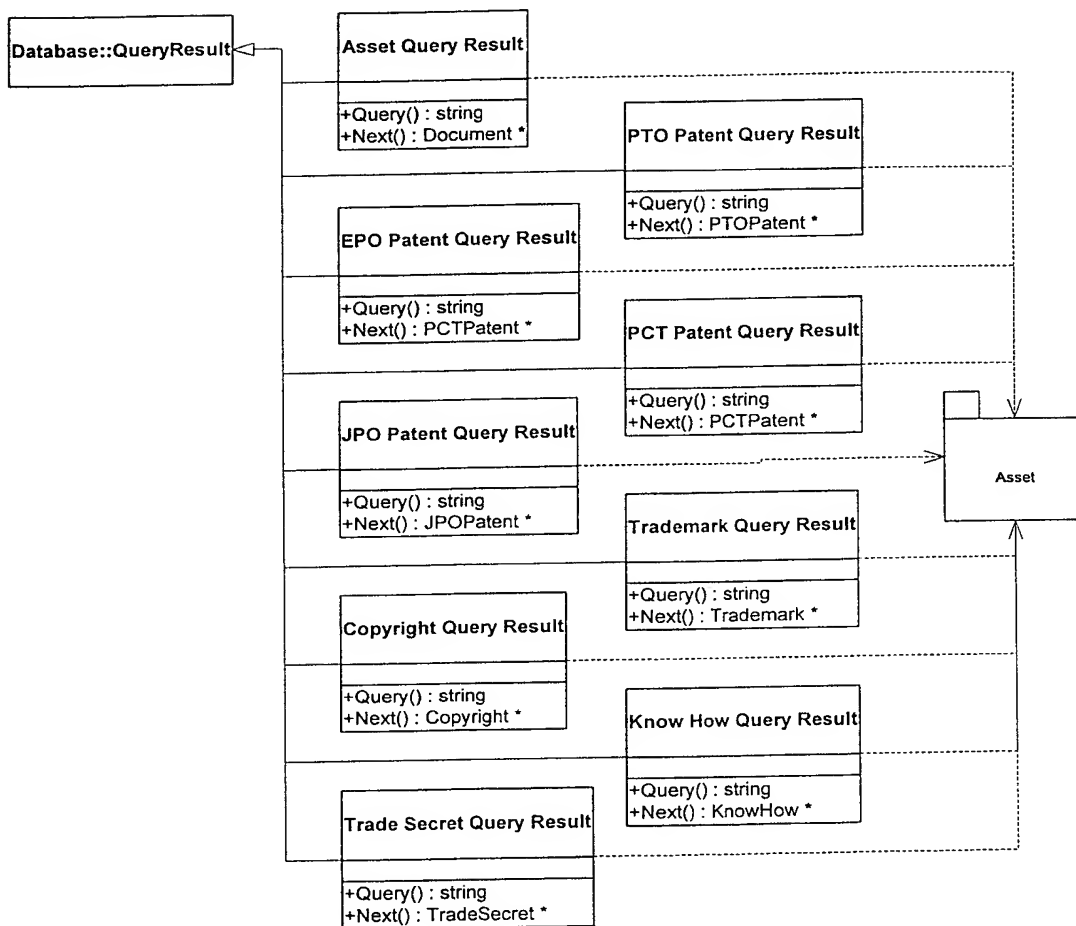 Database::QueryResult
Asset Query Result
+Query() : string
+Next() : Document *
PTO Patent Query Result
+Query() : string
+Next() : PTOPatent *
EPO Patent Query Result
+Query() : string
+Next() : PCTPatent *
PCT Patent Query Result
+Query() : string
+Next() : PCTPatent *
JPO Patent Query Result
+Query() : string
+Next() : JPOPatent *
Asset
Trademark Query Result
+Query() : string
+Next() : Trademark *
Copyright Query Result
+Query() : string
+Next() : Copyright *
Know How Query Result
+Query() : string
+Next() : KnowHow *
Trade Secret Query Result
+Query() : string
+Next() : TradeSecret *